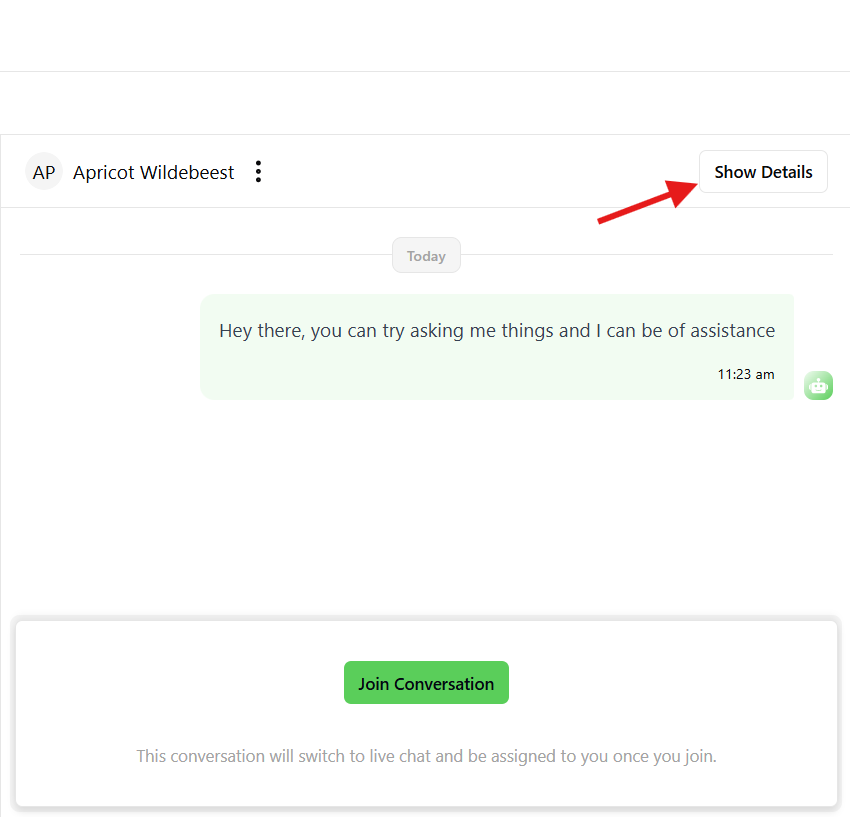 AP Apricot Wildebeest Show Details
Today
Hey there, you can try asking me things and I can be of assistance
11:23 am
Join Conversation
This conversation will switch to live chat and be assigned to you once you join.